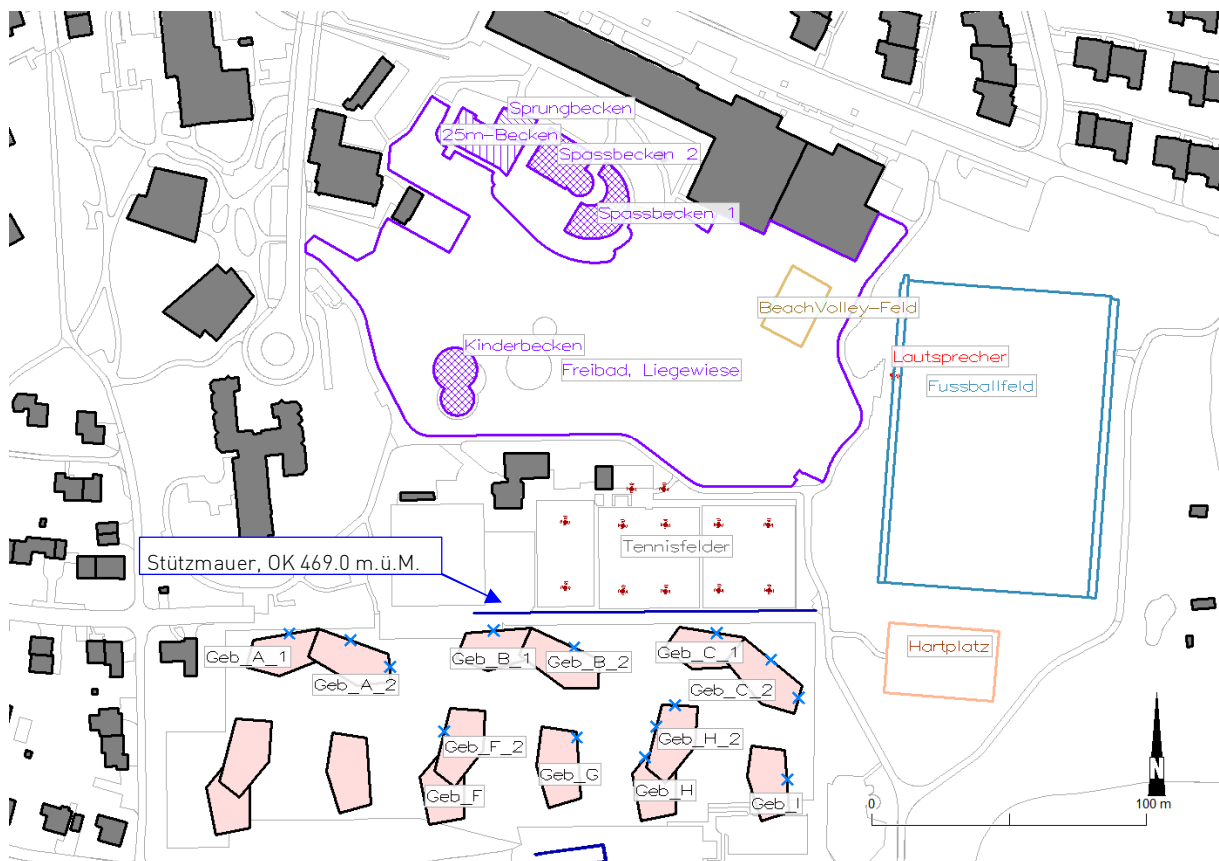 Sprungbecken
25m-Becken
Spassbecken 2
Spassbecken 1
BeachVolley-Feld
Kinderbecken
Freibad, Liegewiese
Lautsprecher
Fussballfeld
Tennisfelder
Stützmauer, OK 469.0 m.ü.M.
Geb_A_1
Geb_A_2
Geb_B_1
Geb_B_2
Geb_C_1
Geb_C_2
Hartplatz
Geb_F_2
Geb_F
Geb_G
Geb_H_2
Geb_H
Geb_I
N
0
100 m